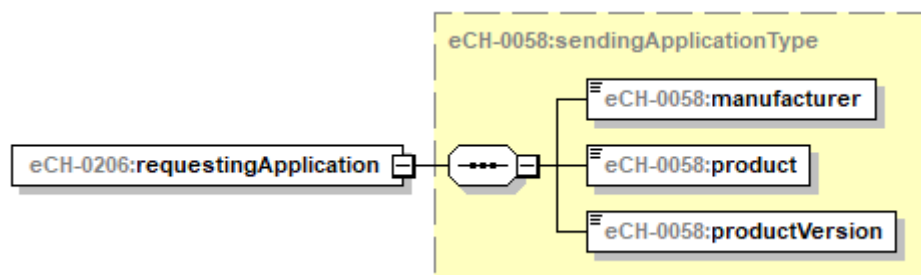 eCH-0058:sendingApplicationType
eCH-0058:manufacturer
eCH-0206:requestingApplication
eCH-0058:product
eCH-0058:productVersion